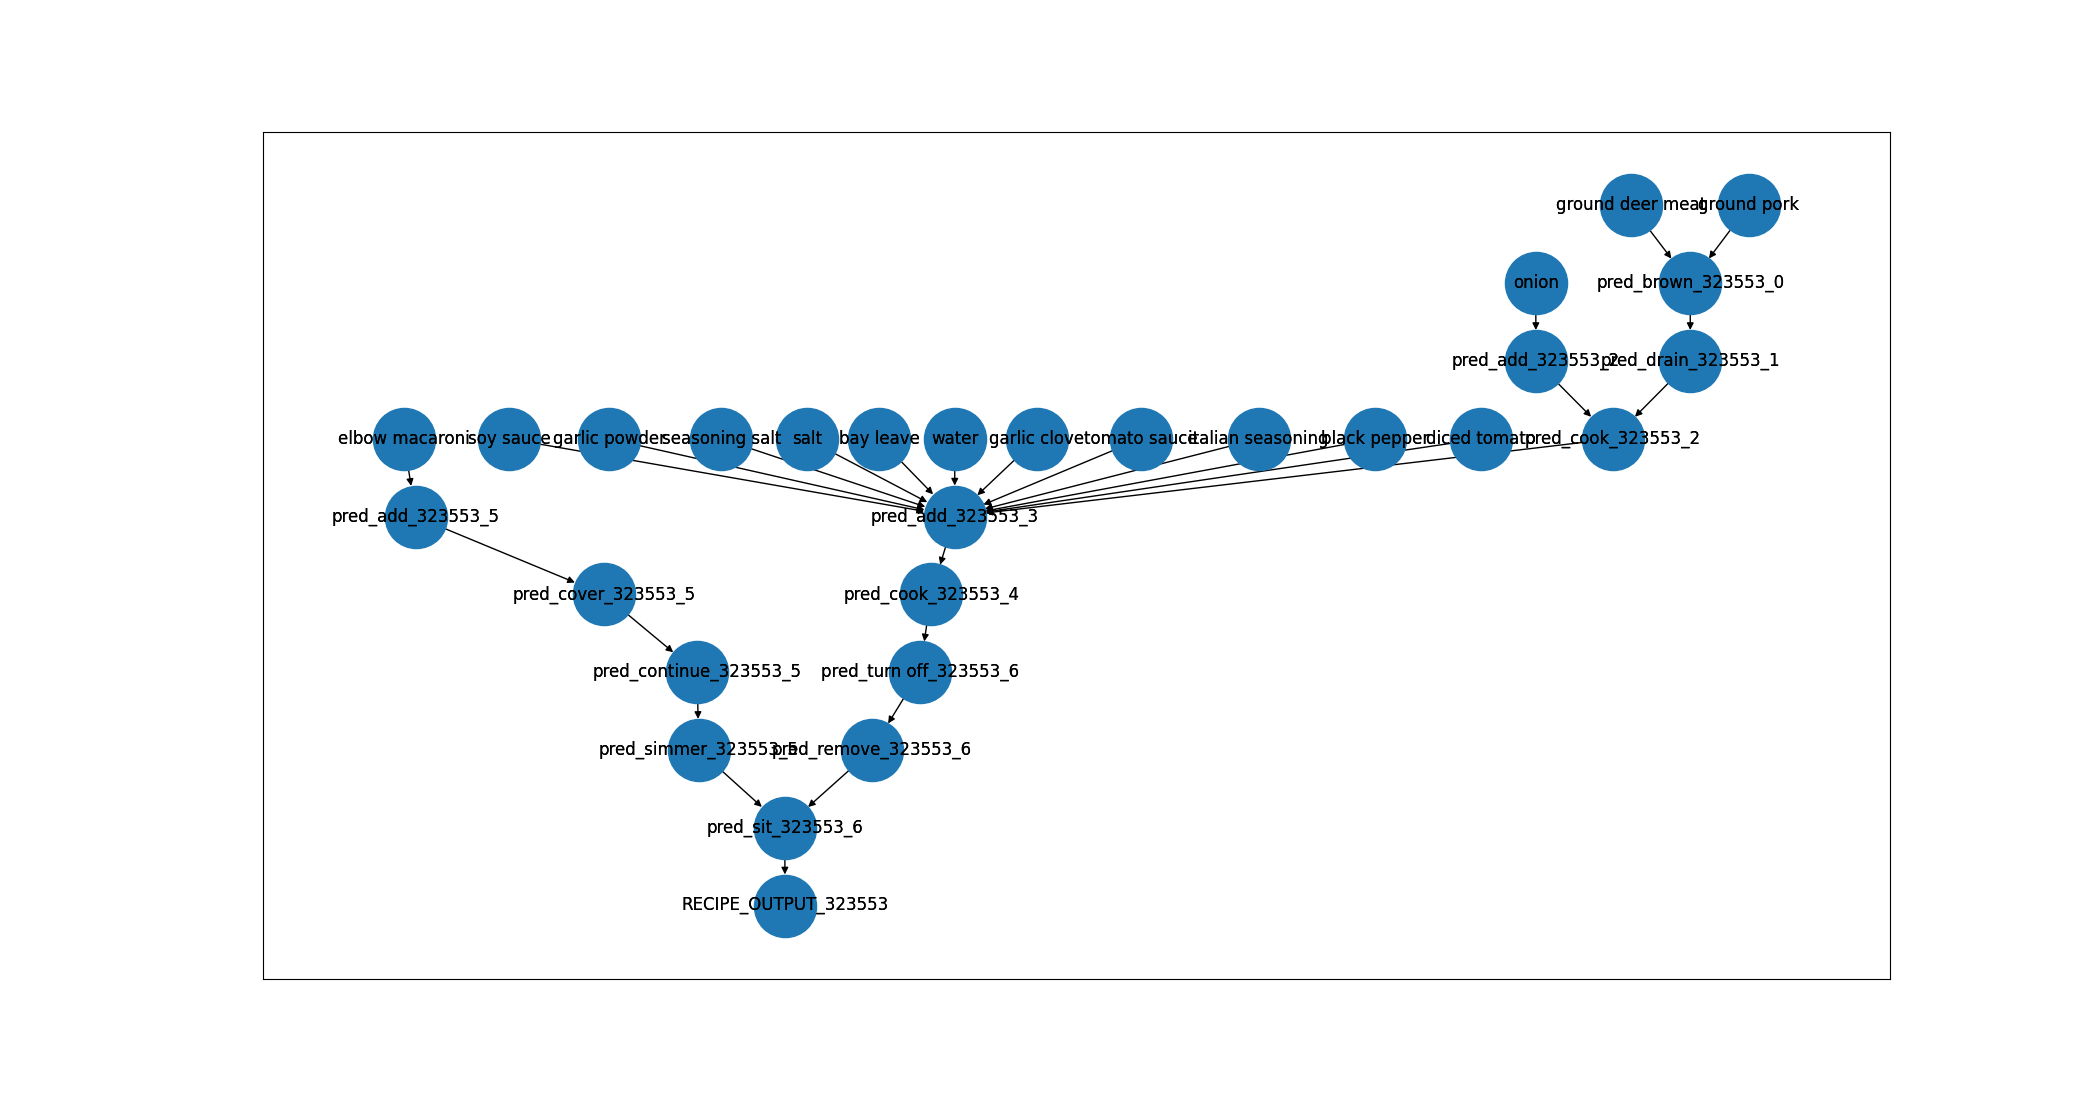 ground deer meat
ground pork
onion
pred_brown_323553_0
pred_add_323553_2
pred_drain_323553_1
elbow macaroni
soy sauce
garlic powder
seasoning salt
salt
bay leave
water
garlic clove
tomato sauce
italian seasoning
black pepper
diced tomato
pred_cook_323553_2
pred_add_323553_5
pred_add_323553_3
pred_cover_323553_5
pred_cook_323553_4
pred_continue_323553_5
pred_turn off_323553_6
pred_simmer_323553_5
pred_remove_323553_6
pred_sit_323553_6
RECIPE_OUTPUT_323553